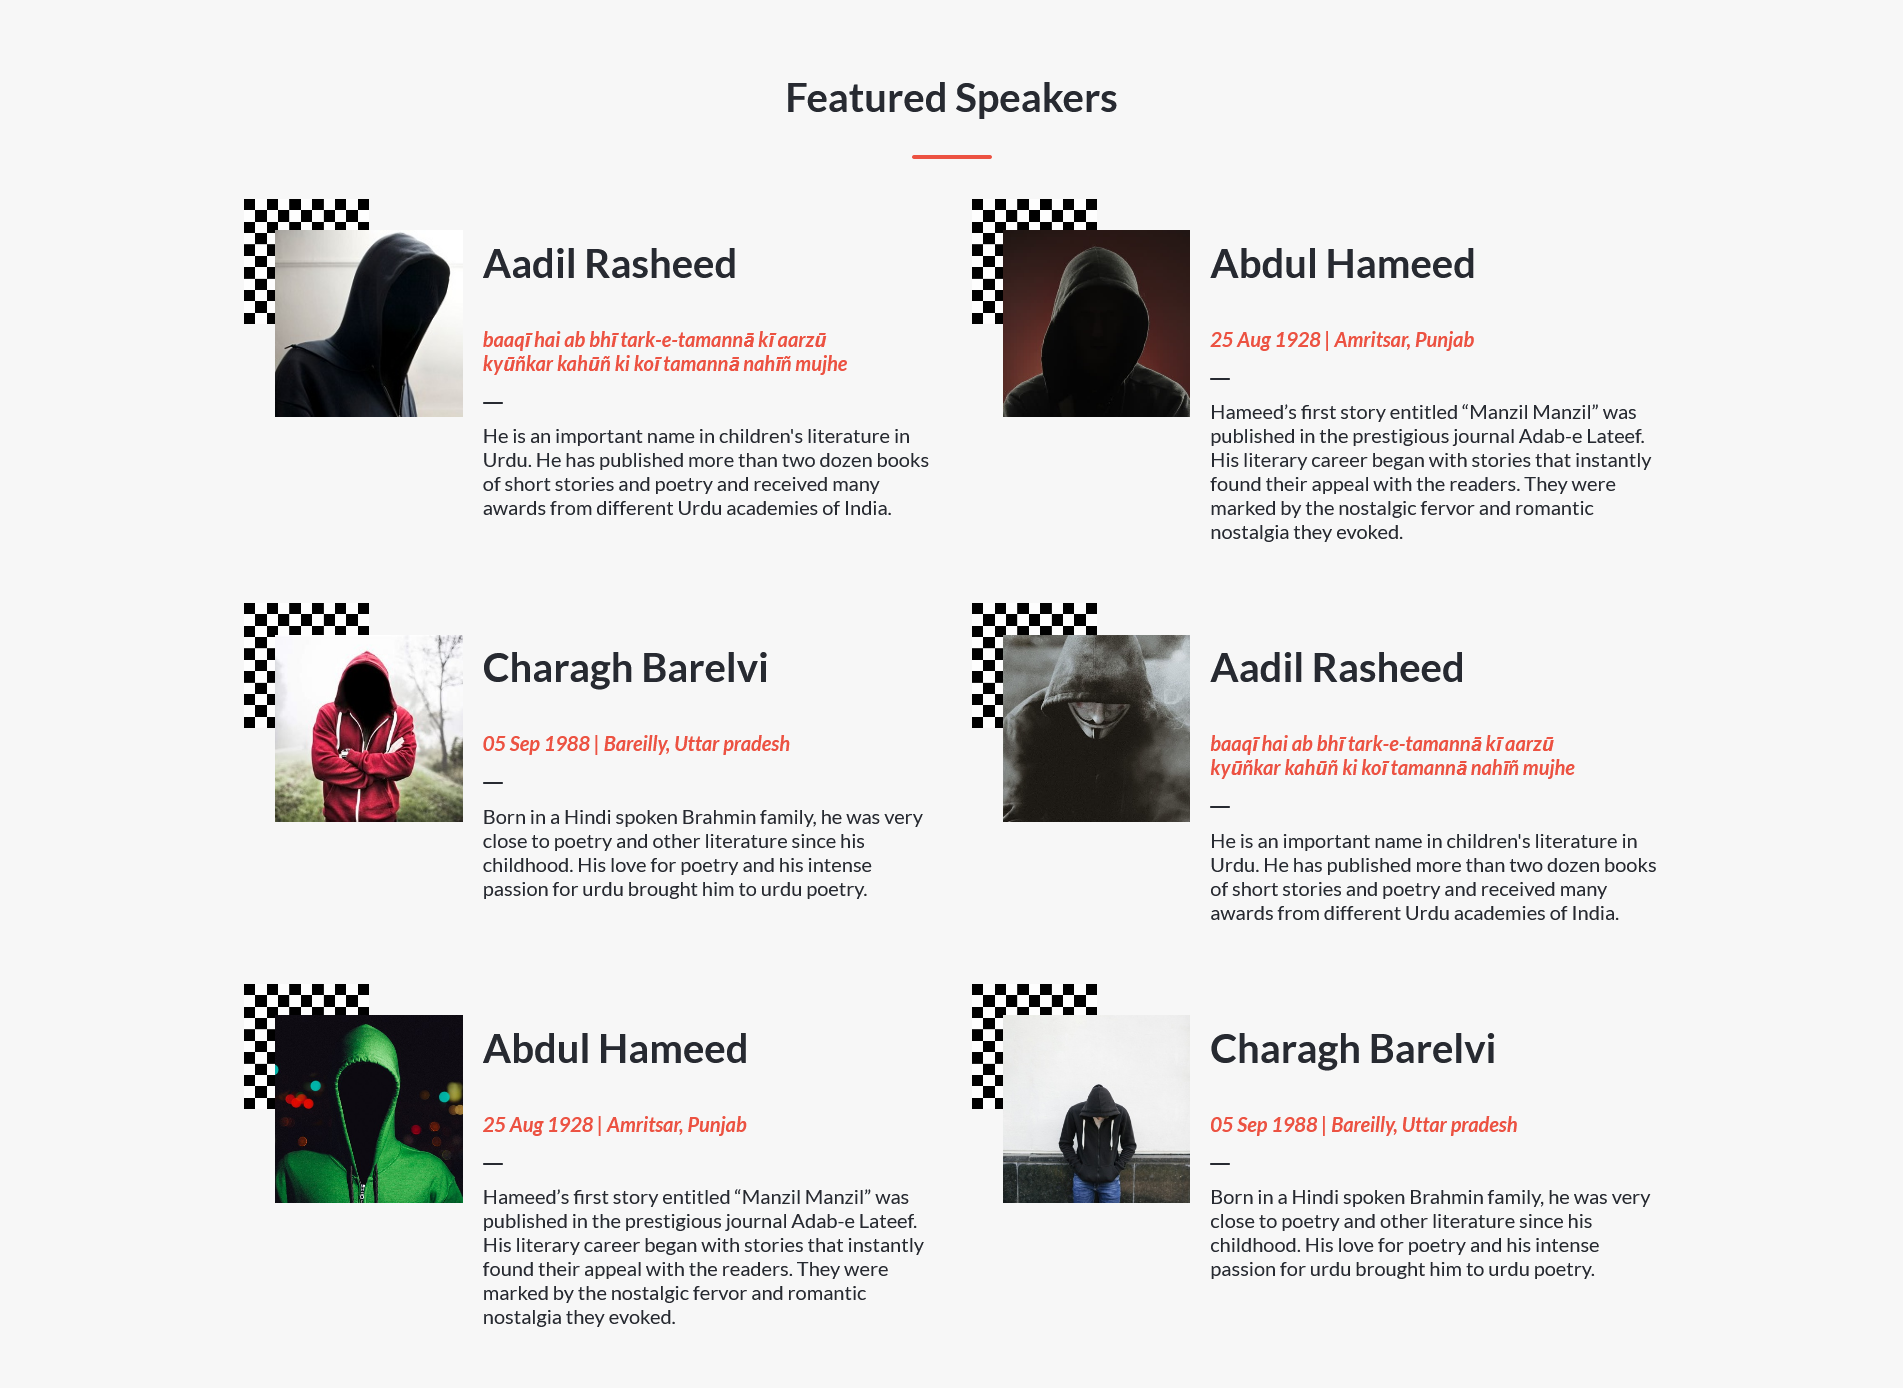 Featured Speakers
Aadil Rasheed
baaqī hai ab bhī tark-e-tamannā kī aarzū
kyūñkar kahūñ ki koī tamannā nahīñ mujhe
He is an important name in children's literature in
Urdu. He has published more than two dozen books
of short stories and poetry and received many
awards from different Urdu academies of India.
Abdul Hameed
25 Aug 1928 | Amritsar, Punjab
Hameed’s first story entitled “Manzil Manzil” was
published in the prestigious journal Adab-e Lateef.
His literary career began with stories that instantly
found their appeal with the readers. They were
marked by the nostalgic fervor and romantic
nostalgia they evoked.
Charagh Barelvi
05 Sep 1988 | Bareilly, Uttar pradesh
Born in a Hindi spoken Brahmin family, he was very
close to poetry and other literature since his
childhood. His love for poetry and his intense
passion for urdu brought him to urdu poetry.
Aadil Rasheed
baaqī hai ab bhī tark-e-tamannā kī aarzū
kyūñkar kahūñ ki koī tamannā nahīñ mujhe
He is an important name in children's literature in
Urdu. He has published more than two dozen books
of short stories and poetry and received many
awards from different Urdu academies of India.
Abdul Hameed
25 Aug 1928 | Amritsar, Punjab
Hameed’s first story entitled “Manzil Manzil” was
published in the prestigious journal Adab-e Lateef.
His literary career began with stories that instantly
found their appeal with the readers. They were
marked by the nostalgic fervor and romantic
nostalgia they evoked.
Charagh Barelvi
05 Sep 1988 | Bareilly, Uttar pradesh
Born in a Hindi spoken Brahmin family, he was very
close to poetry and other literature since his
childhood. His love for poetry and his intense
passion for urdu brought him to urdu poetry.